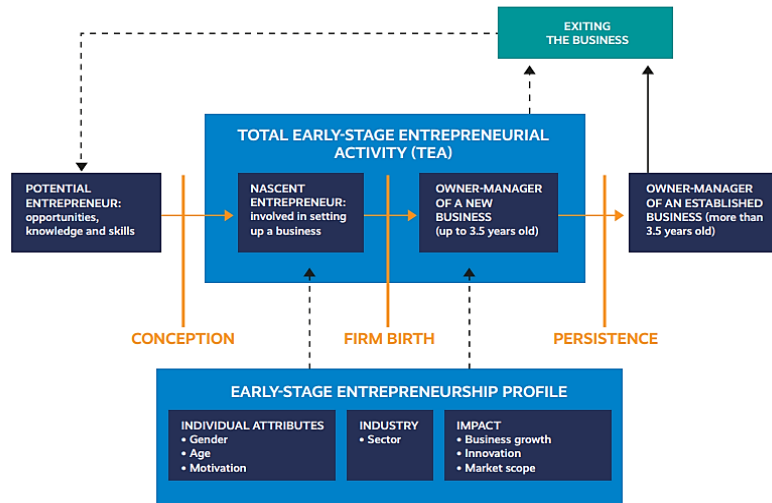 EXITING
THE BUSINESS
TOTAL EARLY-STAGE ENTREPRENEURIAL
ACTIVITY (TEA)
POTENTIAL
ENTREPRENEUR:
opportunities,
knowledge and skills
NASCENT
ENTREPRENEUR:
involved in setting
up a business
OWNER-MANAGER
OF A NEW
BUSINESS
(up to 3.5 years old)
OWNER-MANAGER
OF AN ESTABLISHED
BUSINESS (more than
3.5 years old)
CONCEPTION
FIRM BIRTH
PERSISTENCE
EARLY-STAGE ENTREPRENEURSHIP PROFILE
INDIVIDUAL ATTRIBUTES
• Gender
• Age
• Motivation
INDUSTRY
• Sector
IMPACT
• Business growth
• Innovation
• Market scope